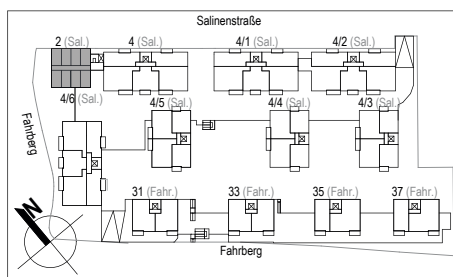 Salinenstraße
2 (Sal.) 4 (Sal.) 4/1 (Sal.) 4/2 (Sal.)
4/6 (Sal.) 4/5 (Sal.) 4/4 (Sal.) 4/3 (Sal.)
Fahrberg
31 (Fahr.) 33 (Fahr.) 35 (Fahr.) 37 (Fahr.)
N
Fahrberg